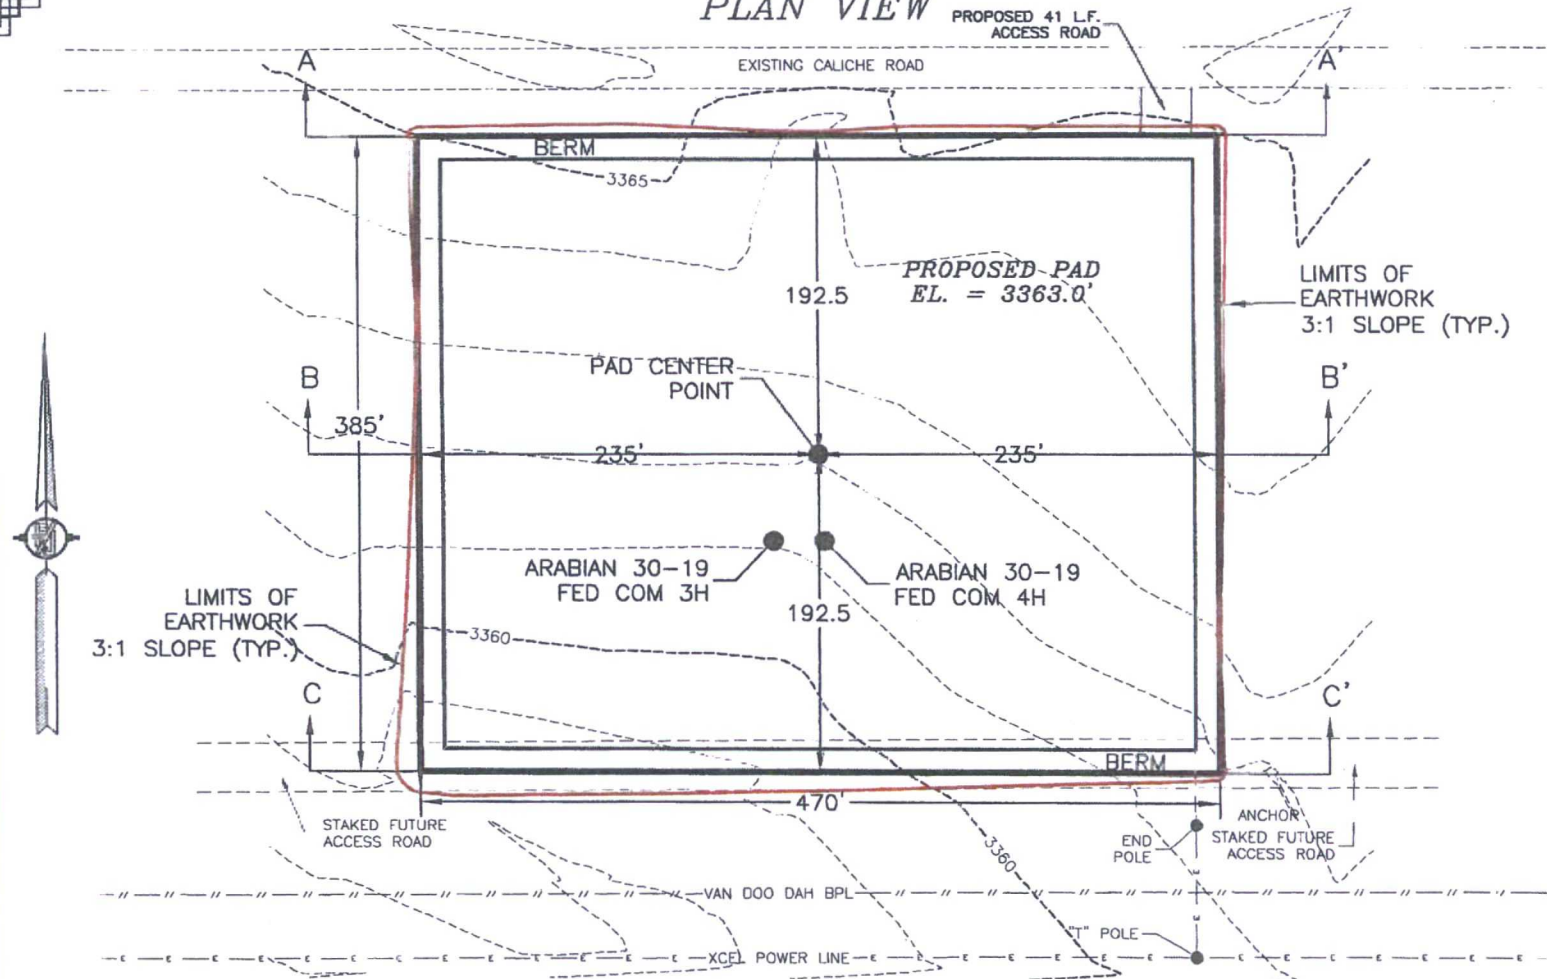 PLAN VIEW
PROPOSED 41 L.F.
ACCESS ROAD
A
EXISTING CALICHE ROAD
A'
BERM
3365
PROPOSED PAD
EL. = 3363.0'
192.5
LIMITS OF
EARTHWORK
3:1 SLOPE (TYP.)
PAD CENTER
POINT
B
B'
385'
235'
235'
ARABIAN 30-19
FED COM 3H
ARABIAN 30-19
FED COM 4H
192.5
LIMITS OF
EARTHWORK
3:1 SLOPE (TYP.)
3360
C
C'
BERM
470'
STAKED FUTURE
ACCESS ROAD
ANCHOR
END
POLE
STAKED FUTURE
ACCESS ROAD
3360
VAN DOO DAH BPL
"T" POLE
XCEL POWER LINE